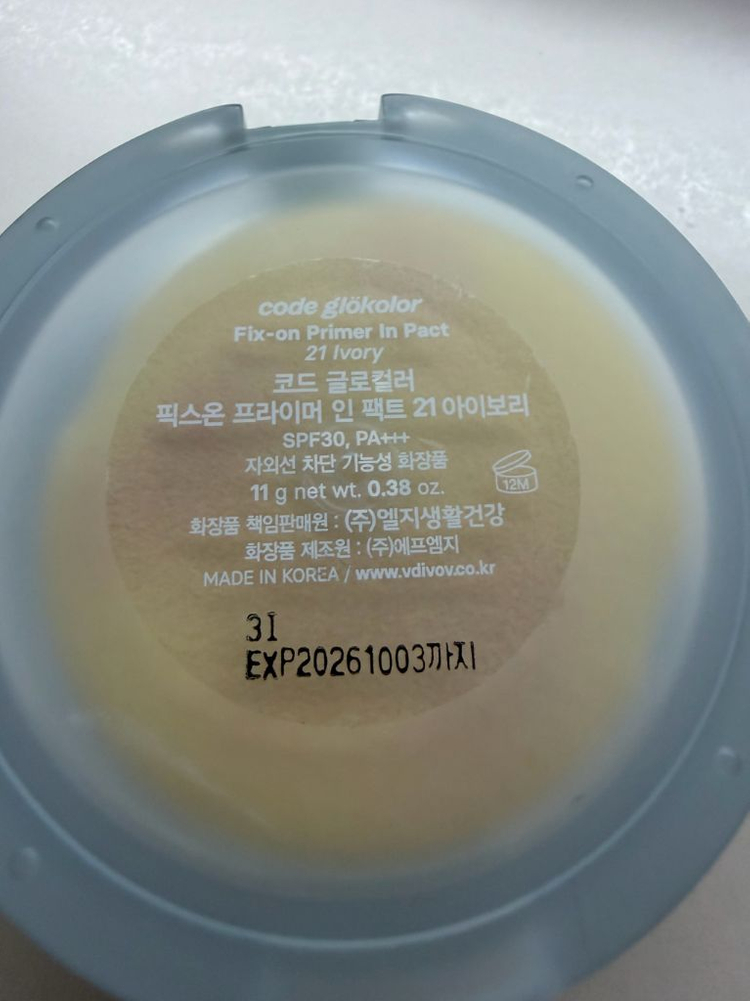 code glökolor
Fix-on Primer In Pact
21 Ivory
코드 글로컬러
픽스온 프라이머 인 팩트 21 아이보리
SPF30, PA+++
자외선 차단 기능성 화장품
11 g net wt. 0.38 oz.
12M
화장품 책임판매원 : (주)엘지생활건강
화장품 제조원 : (주)에프엠지
MADE IN KOREA / www.vdivov.co.kr
3I
EXP20261003까지